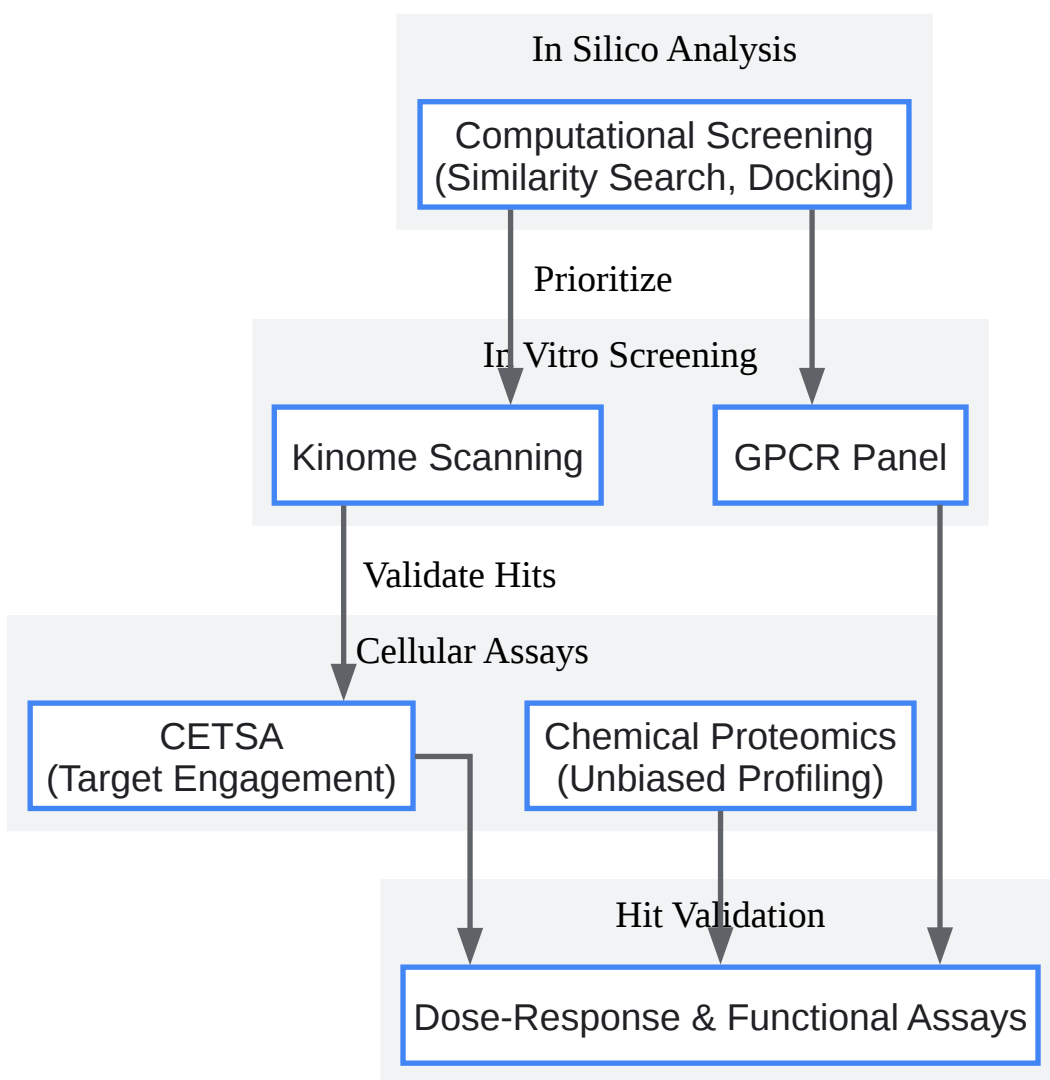 In Silico Analysis
Computational Screening
(Similarity Search, Docking)
Prioritize
In Vitro Screening
Kinome Scanning
GPCR Panel
Validate Hits
Cellular Assays
CETSA
(Target Engagement)
Chemical Proteomics
(Unbiased Profiling)
Hit Validation
Dose-Response & Functional Assays